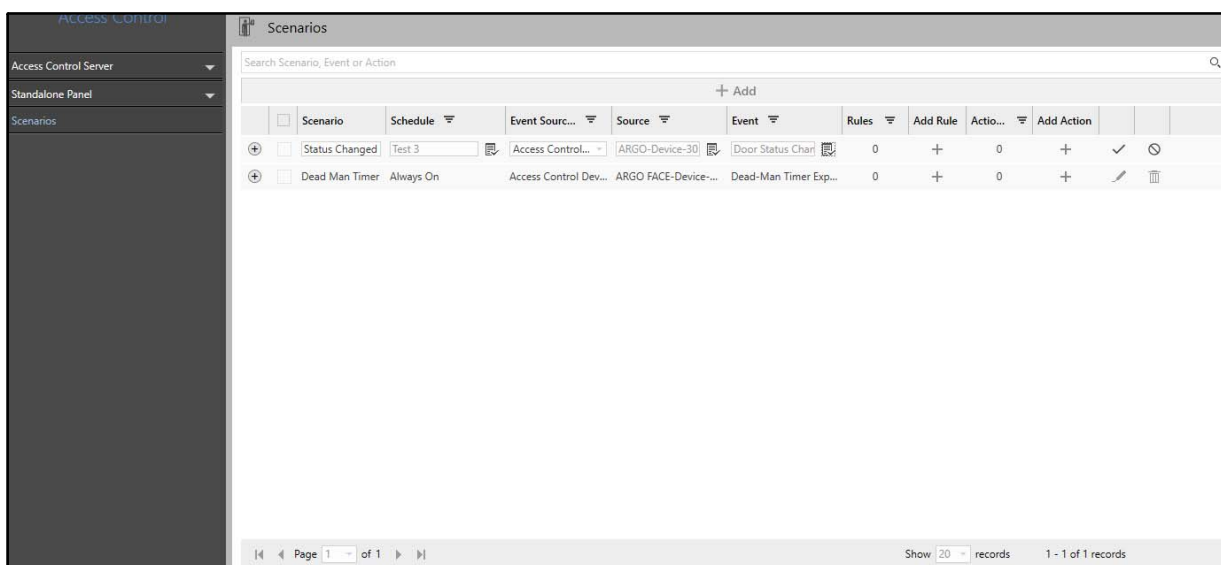 Access Control
Scenarios
Access Control Server
Standalone Panel
Scenarios
Search Scenario, Event or Action
+ Add
Scenario Schedule Event Sourc... Source Event Rules Add Rule Actio... Add Action
Status Changed Test 3 Access Control... ARGO-Device-30 Door Status Chan 0 + 0 +
Dead Man Timer Always On Access Control Dev... ARGO FACE-Device-... Dead-Man Timer Exp... 0 + 0 +
Page 1 of 1 Show 20 records 1 - 1 of 1 records